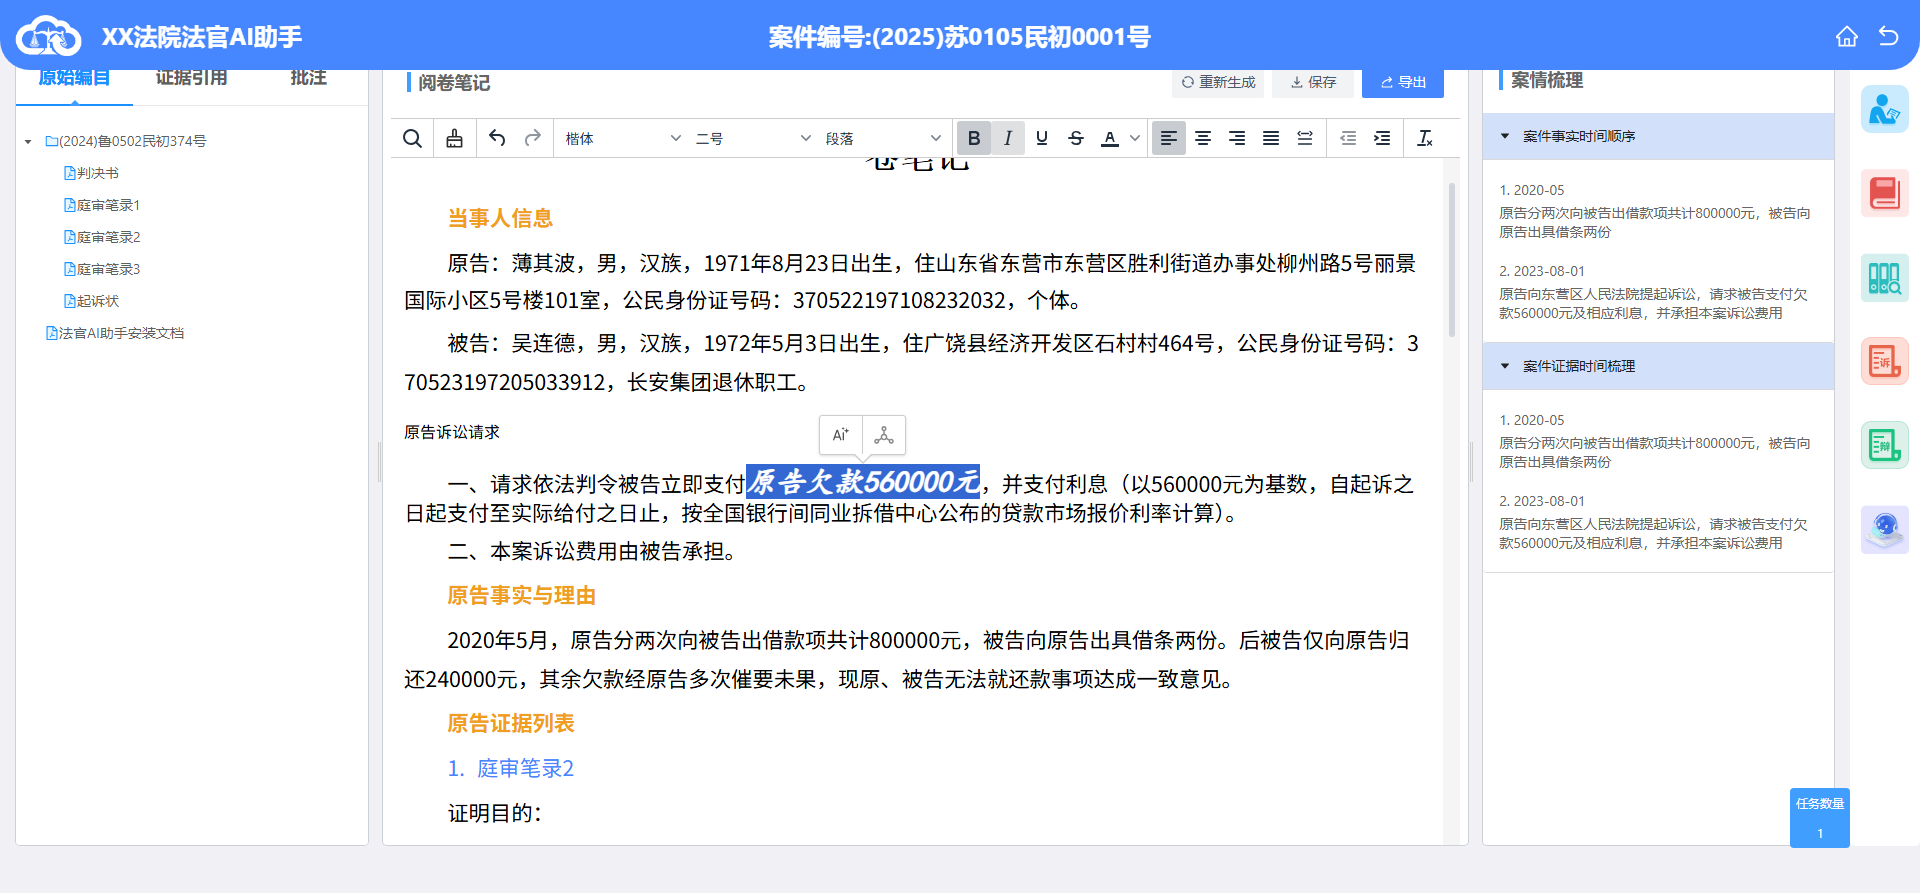 XX法院法官AI助手
案件编号:(2025)苏0105民初0001号
原始编目
证据引用
批注
(2024)鲁0502民初374号
判决书
庭审笔录1
庭审笔录2
庭审笔录3
起诉状
法官AI助手安装文档
阅卷笔记
重新生成
保存
导出
楷体
二号
段落
卷笔记
当事人信息
原告：薄其波，男，汉族，1971年8月23日出生，住山东省东营市东营区胜利街道办事处柳州路5号丽景
国际小区5号楼101室，公民身份证号码：370522197108232032，个体。
被告：吴连德，男，汉族，1972年5月3日出生，住广饶县经济开发区石村村464号，公民身份证号码：3
70523197205033912，长安集团退休职工。
原告诉讼请求
Ai
一、请求依法判令被告立即支付原告欠款560000元，并支付利息（以560000元为基数，自起诉之
日起支付至实际给付之日止，按全国银行间同业拆借中心公布的贷款市场报价利率计算）。
二、本案诉讼费用由被告承担。
原告事实与理由
2020年5月，原告分两次向被告出借款项共计800000元，被告向原告出具借条两份。后被告仅向原告归
还240000元，其余欠款经原告多次催要未果，现原、被告无法就还款事项达成一致意见。
原告证据列表
1. 庭审笔录2
证明目的：
案情梳理
案件事实时间顺序
1. 2020-05
原告分两次向被告出借款项共计800000元，被告向
原告出具借条两份
2. 2023-08-01
原告向东营区人民法院提起诉讼，请求被告支付欠
款560000元及相应利息，并承担本案诉讼费用
案件证据时间梳理
1. 2020-05
原告分两次向被告出借款项共计800000元，被告向
原告出具借条两份
2. 2023-08-01
原告向东营区人民法院提起诉讼，请求被告支付欠
款560000元及相应利息，并承担本案诉讼费用
诉
辩
任务数量
1